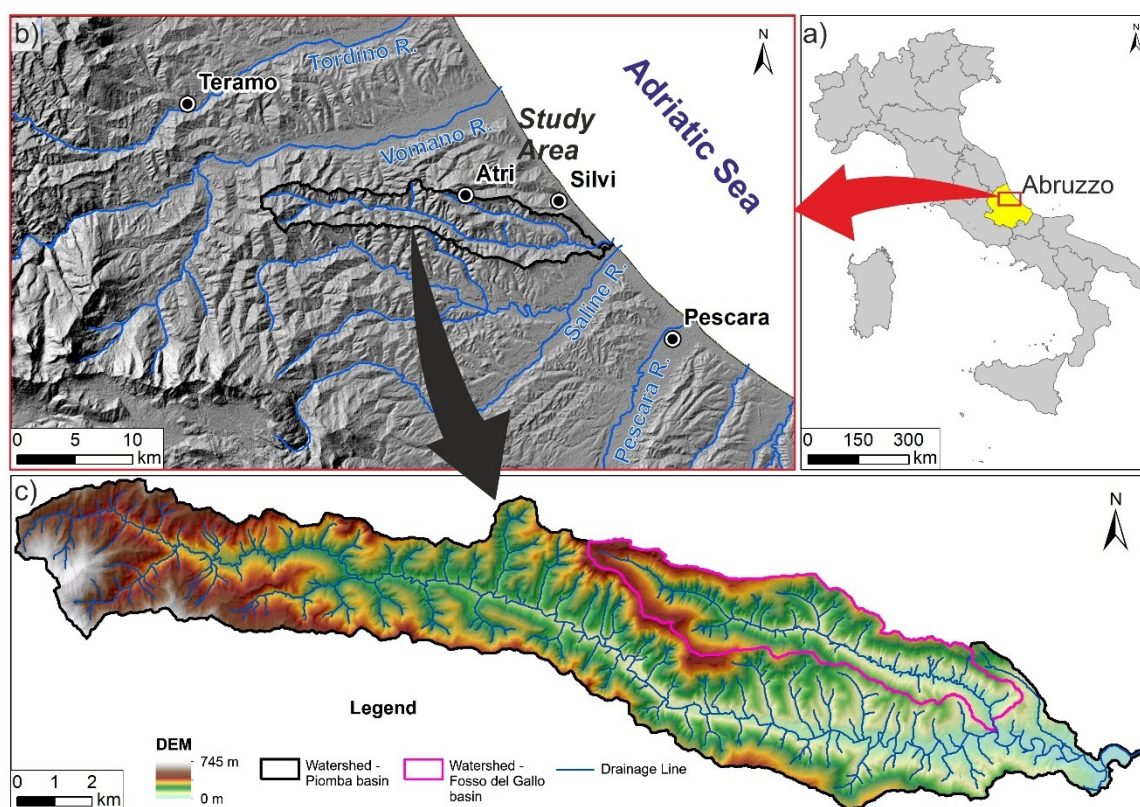 b)
N
Tordino R.
Teramo
Adriatic Sea
Study
Area
Vomano R.
Atri
Silvi
Saline R.
Pescara
Pescara R.
0 5 10
km
a)
N
Abruzzo
0 150 300
km
c)
N
Legend
DEM
745 m
0 m
Watershed -
Piomba basin
Watershed -
Fosso del Gallo
basin
Drainage Line
0 1 2
km